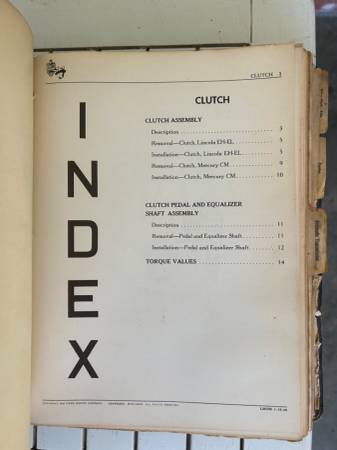 CLUTCH 1
INDEX
CLUTCH
CLUTCH ASSEMBLY
Description 3
Removal—Clutch, Lincoln EH-EL 5
Installation—Clutch, Lincoln EH-EL 5
Removal—Clutch, Mercury CM 9
Installation—Clutch, Mercury CM 10
CLUTCH PEDAL AND EQUALIZER
SHAFT ASSEMBLY
Description 11
Removal—Pedal and Equalizer Shaft 11
Installation—Pedal and Equalizer Shaft 12
TORQUE VALUES 14